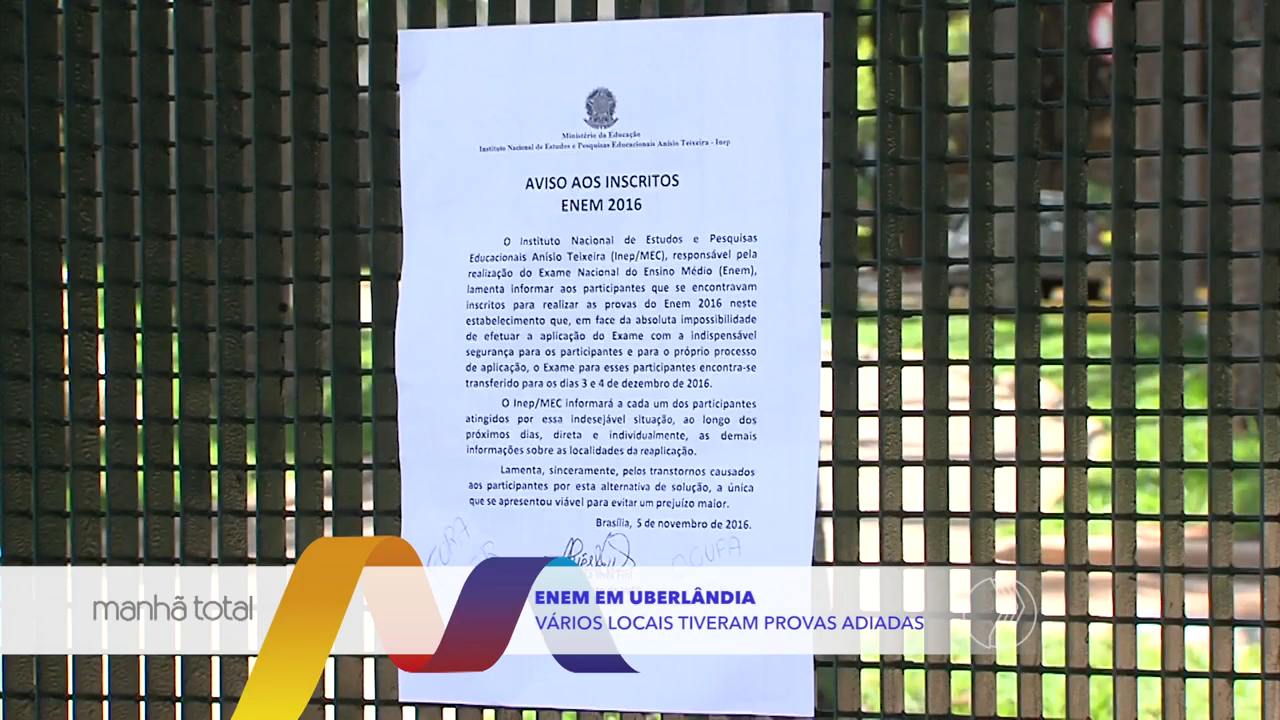 Ministério da Educação
Instituto Nacional de Estudos e Pesquisas Educacionais Anísio Teixeira - Inep
AVISO AOS INSCRITOS
ENEM 2016
O Instituto Nacional de Estudos e Pesquisas
Educacionais Anísio Teixeira (Inep/MEC), responsável pela
realização do Exame Nacional do Ensino Médio (Enem),
lamenta informar aos participantes que se encontravam
inscritos para realizar as provas do Enem 2016 neste
estabelecimento que, em face da absoluta impossibilidade
de efetuar a aplicação do Exame com a indispensável
segurança para os participantes e para o próprio processo
de aplicação, o Exame para esses participantes encontra-se
transferido para os dias 3 e 4 de dezembro de 2016.
O Inep/MEC informará a cada um dos participantes
atingidos por essa indesejável situação, ao longo dos
próximos dias, direta e individualmente, as demais
informações sobre as localidades da reaplicação.
Lamenta, sinceramente, pelos transtornos causados
aos participantes por esta alternativa de solução, a única
que se apresentou viável para evitar um prejuízo maior.
Brasília, 5 de novembro de 2016.
manhã total
ENEM EM UBERLÂNDIA
VÁRIOS LOCAIS TIVERAM PROVAS ADIADAS